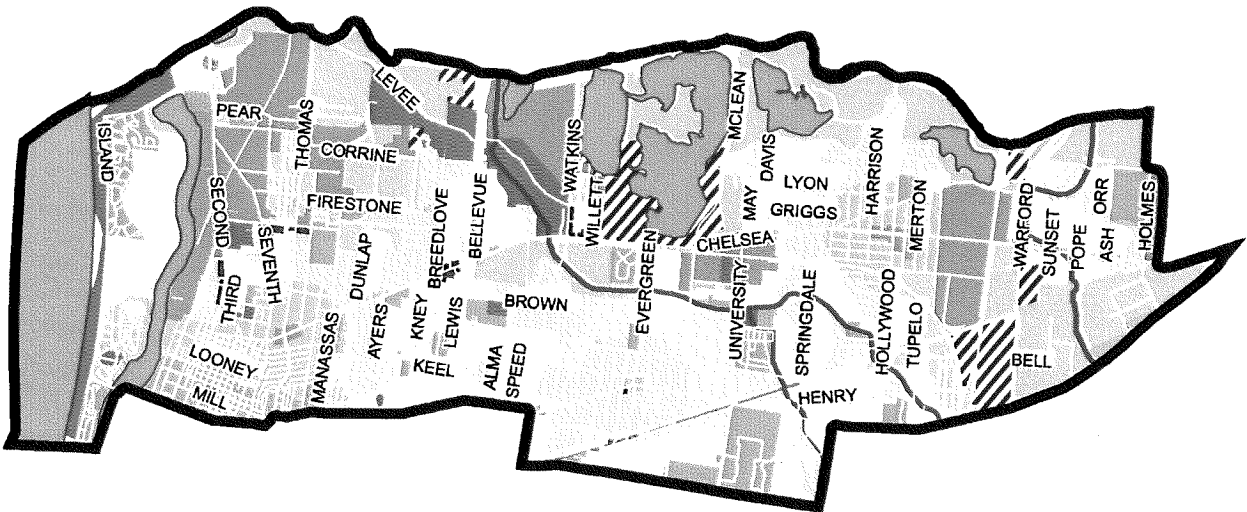 ISLAND
PEAR
SECOND
THIRD
SEVENTH
THOMAS
LEVEE
CORRINE
FIRESTONE
DUNLAP
LOONEY
MILL
MANASSAS
AYERS
KNEY
BREEDLOVE
LEWIS
KEEL
BELLEVUE
BROWN
ALMA
SPEED
WATKINS
WILLETT
EVERGREEN
MCLEAN
CHELSEA
UNIVERSITY
MAY
DAVIS
LYON
GRIGGS
SPRINGDALE
HENRY
HARRISON
MERTON
HOLLYWOOD
TUPELO
WARFORD
SUNSET
POPE
ASH
ORR
HOLMES
BELL